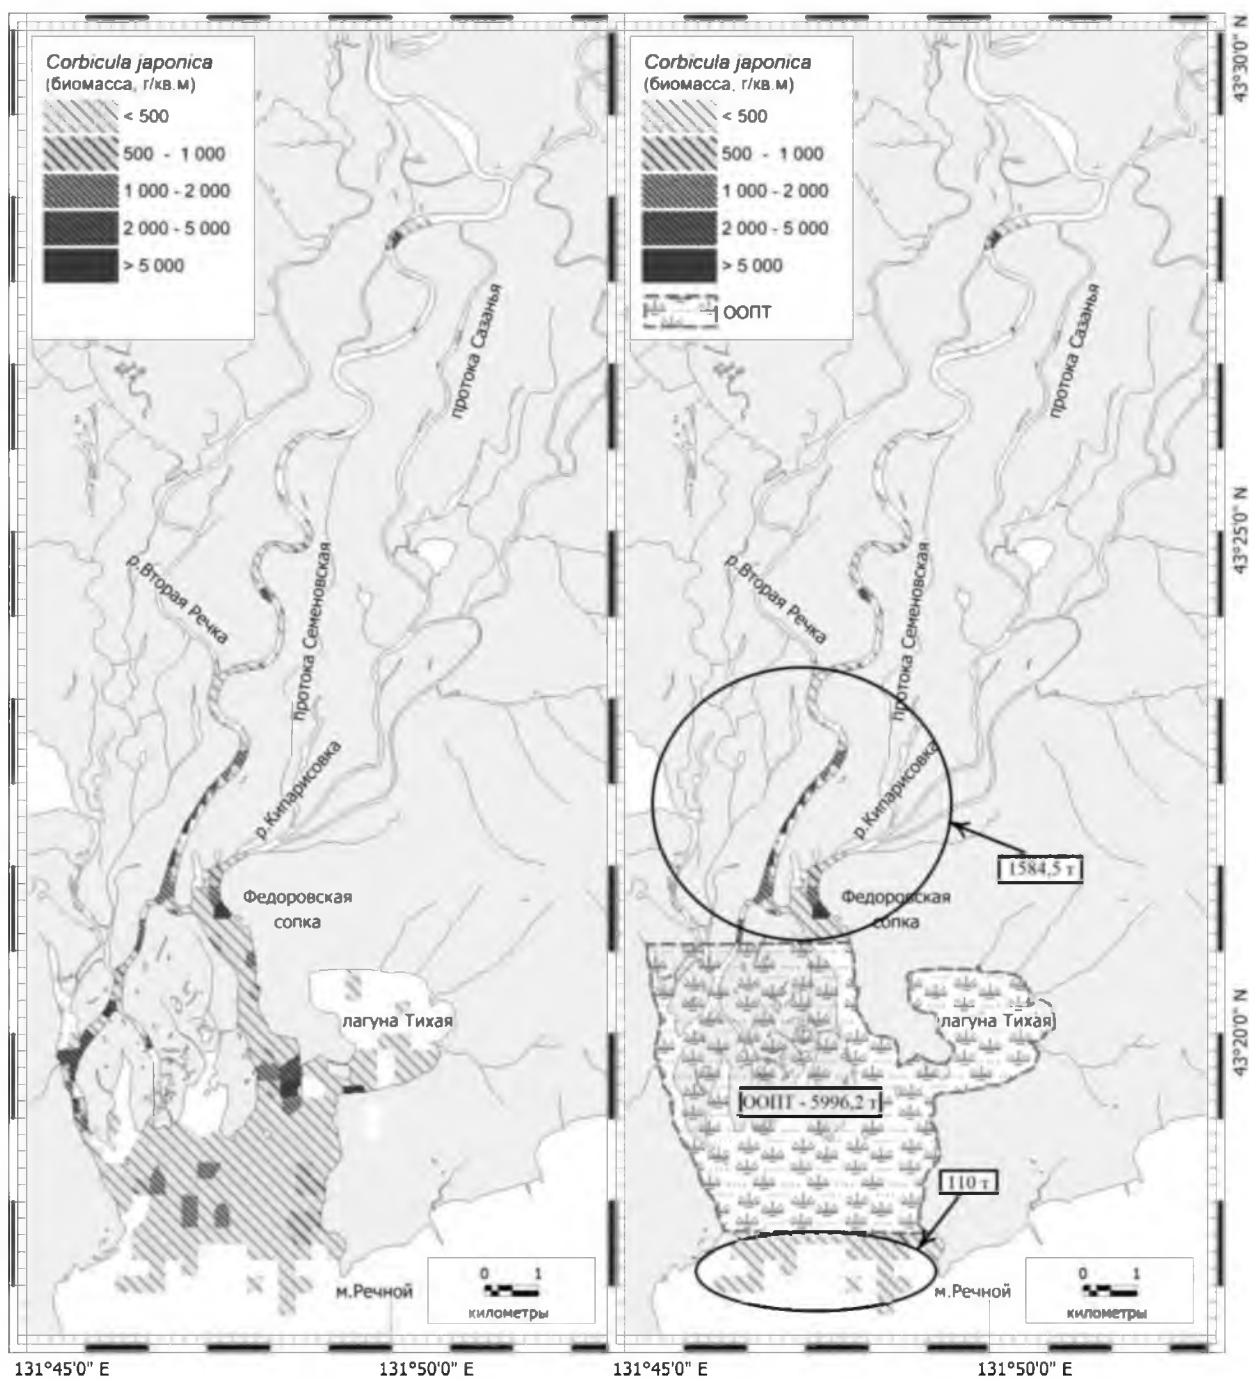 Corbicula japonica
(биомасса, г/кв.м)
< 500
500 - 1 000
1 000 - 2 000
2 000 - 5 000
> 5 000
протока Сазанья
р.Вторая Речка
протока Семеновская
р.Кипарисовка
Федоровская
сопка
лагуна Тихая
м.Речной
0 1
километры
131°45'0" E
131°50'0" E
Corbicula japonica
(биомасса, г/кв.м)
< 500
500 - 1 000
1 000 - 2 000
2 000 - 5 000
> 5 000
ООПТ
протока Сазанья
р.Вторая Речка
протока Семеновская
р.Кипарисовка
1584,5 т
Федоровская
сопка
лагуна Тихая
ООПТ - 5996,2 т
110 т
м.Речной
0 1
километры
131°45'0" E
131°50'0" E
43°30'0" N
43°25'0" N
43°20'0" N